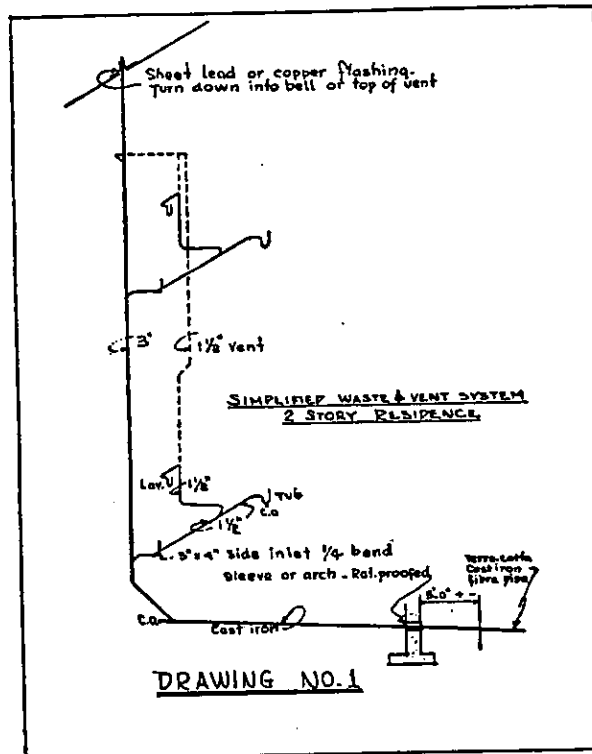 Sheet lead or copper flashing.
Turn down into bell or top of vent
U
U
3"
1½" Vent
SIMPLIFIED WASTE & VENT SYSTEM
2 STORY RESIDENCE
Lav. U 1½"
Tub
C.O
1½"
3" x 4" Side inlet ¼ bend
Sleeve or arch - Rat. proofed
Terra-cotta
Cast iron
fibre pipe
5'.0" + -
C.O.
Cast iron
DRAWING NO. 1